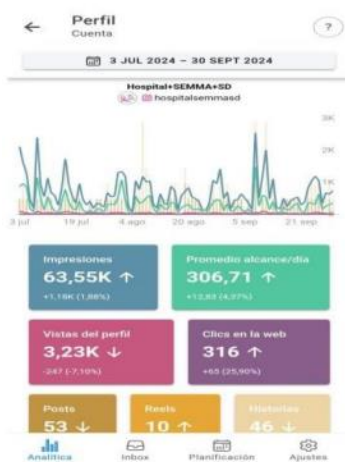 Perfil
Cuenta
?
3 JUL 2024 – 30 SEPT 2024
Hospital+SEMMA+SD
hospitalsemmasd
3K
2K
1K
3 jul 19 jul 4 ago 20 ago 5 sep 21 sep
Impresiones Promedio alcance/día
63,55K ↑ 306,71 ↑
+1,18K (1,88%) +12,83 (4,37%)
Vistas del perfil Clics en la web
3,23K ↓ 316 ↑
-247 (-7,10%) +65 (25,90%)
Posts Reels Historias
53 ↓ 10 ↑ 46 ↓
Analítica Inbox Planificación Ajustes